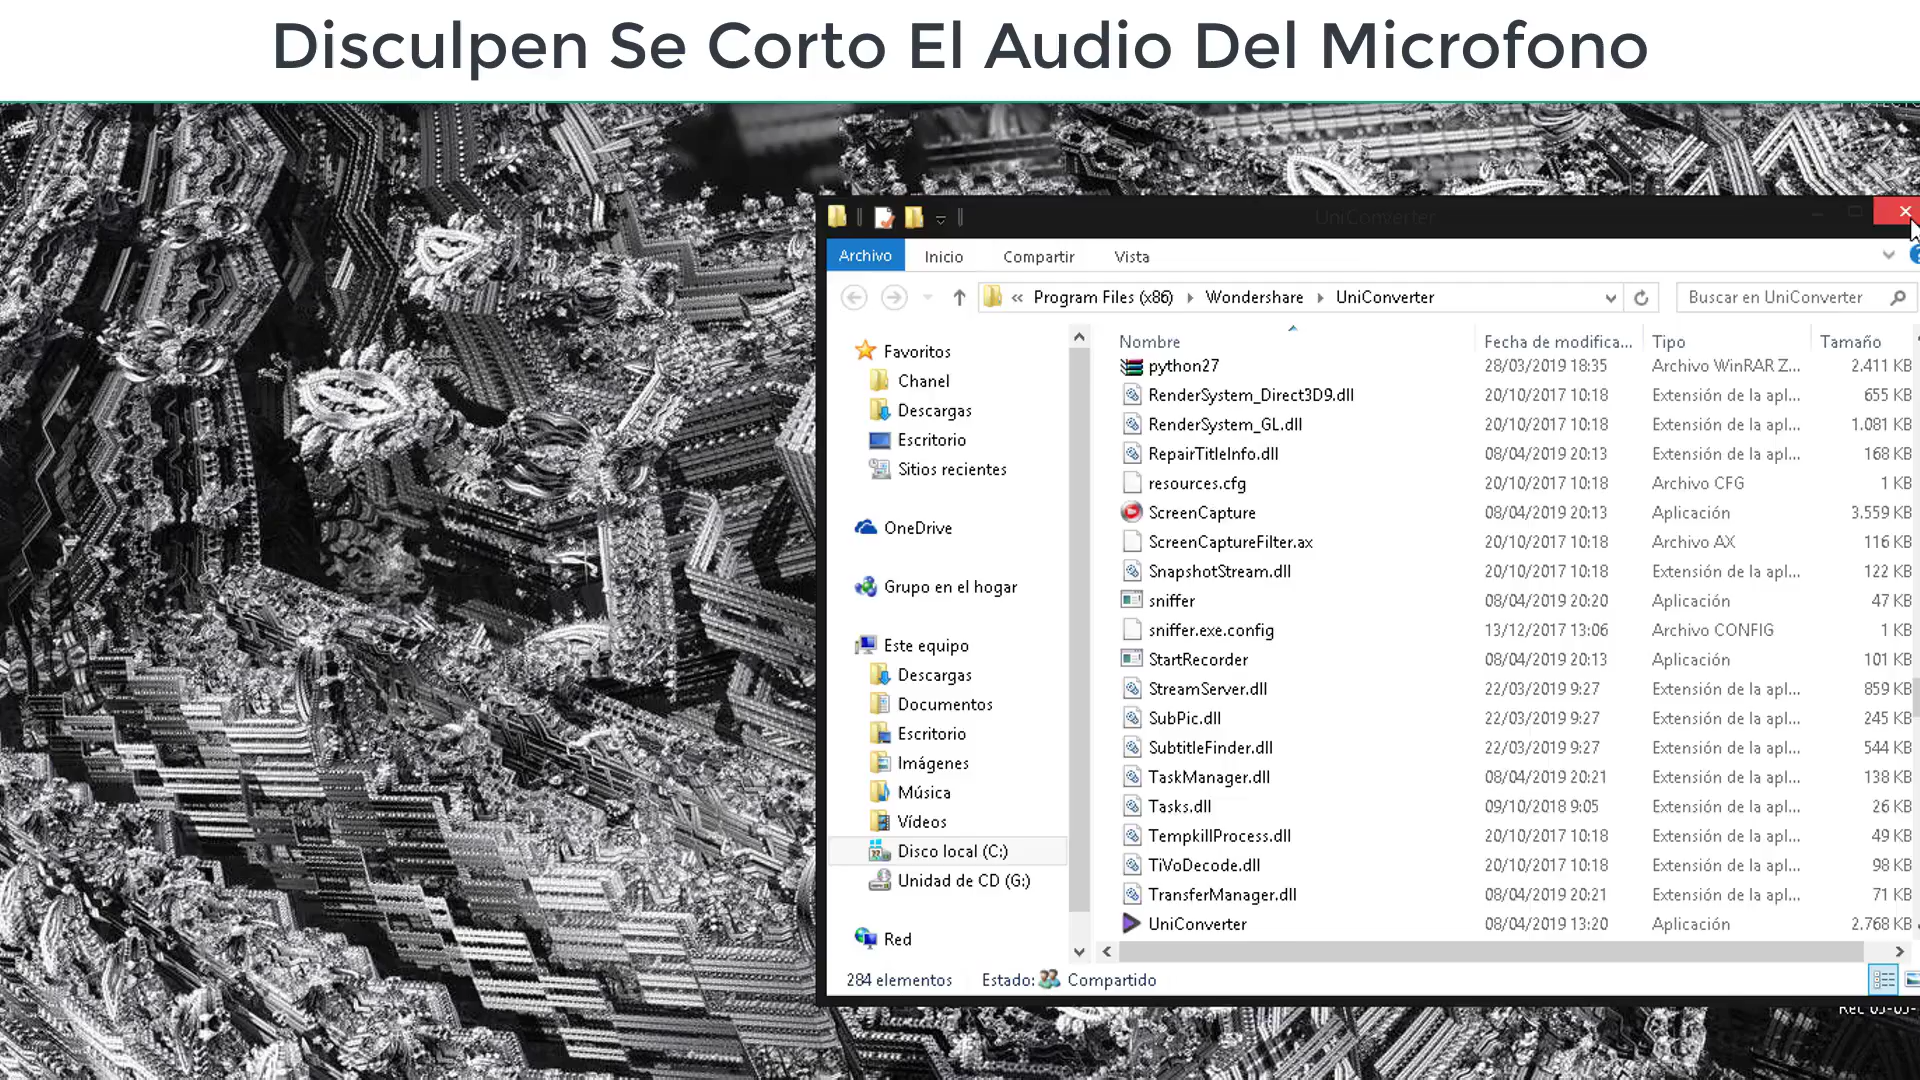 Disculpen Se Corto El Audio Del Microfono
UniConverter
Archivo Inicio Compartir Vista
« Program Files (x86) Wondershare UniConverter Buscar en UniConverter
Nombre Fecha de modifica... Tipo Tamaño
python27 28/03/2019 18:35 Archivo WinRAR Z... 2.411 KB
RenderSystem_Direct3D9.dll 20/10/2017 10:18 Extensión de la apl... 655 KB
RenderSystem_GL.dll 20/10/2017 10:18 Extensión de la apl... 1.081 KB
RepairTitleInfo.dll 08/04/2019 20:13 Extensión de la apl... 168 KB
resources.cfg 20/10/2017 10:18 Archivo CFG 1 KB
ScreenCapture 08/04/2019 20:13 Aplicación 3.559 KB
ScreenCaptureFilter.ax 20/10/2017 10:18 Archivo AX 116 KB
SnapshotStream.dll 20/10/2017 10:18 Extensión de la apl... 122 KB
sniffer 08/04/2019 20:20 Aplicación 47 KB
sniffer.exe.config 13/12/2017 13:06 Archivo CONFIG 1 KB
StartRecorder 08/04/2019 20:13 Aplicación 101 KB
StreamServer.dll 22/03/2019 9:27 Extensión de la apl... 859 KB
SubPic.dll 22/03/2019 9:27 Extensión de la apl... 245 KB
SubtitleFinder.dll 22/03/2019 9:27 Extensión de la apl... 544 KB
TaskManager.dll 08/04/2019 20:21 Extensión de la apl... 138 KB
Tasks.dll 09/10/2018 9:05 Extensión de la apl... 26 KB
TempkillProcess.dll 20/10/2017 10:18 Extensión de la apl... 49 KB
TiVoDecode.dll 20/10/2017 10:18 Extensión de la apl... 98 KB
TransferManager.dll 08/04/2019 20:21 Extensión de la apl... 71 KB
UniConverter 08/04/2019 13:20 Aplicación 2.768 KB
Favoritos
Chanel
Descargas
Escritorio
Sitios recientes
OneDrive
Grupo en el hogar
Este equipo
Descargas
Documentos
Escritorio
Imágenes
Música
Vídeos
Disco local (C:)
Unidad de CD (G:)
Red
284 elementos Estado: Compartido